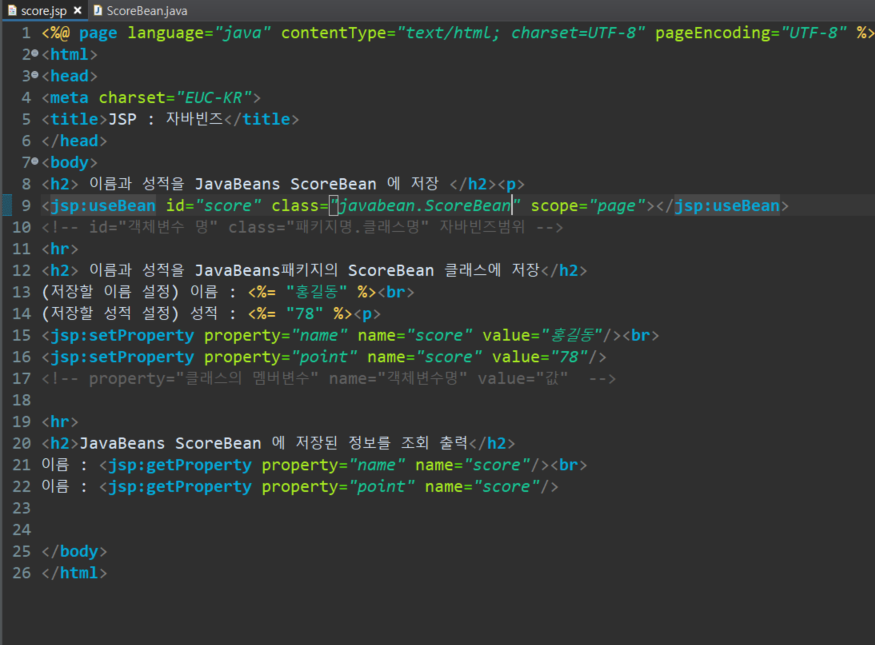 score.jsp ScoreBean.java
1 <%@ page language="java" contentType="text/html; charset=UTF-8" pageEncoding="UTF-8" %>
2 <html>
3 <head>
4 <meta charset="EUC-KR">
5 <title>JSP : 자바빈즈</title>
6 </head>
7 <body>
8 <h2> 이름과 성적을 JavaBeans ScoreBean 에 저장 </h2><p>
9 <jsp:useBean id="score" class="javabean.ScoreBean" scope="page"></jsp:useBean>
10 <!-- id="객체변수 명" class="패키지명.클래스명" 자바빈즈범위 -->
11 <hr>
12 <h2> 이름과 성적을 JavaBeans패키지의 ScoreBean 클래스에 저장</h2>
13 (저장할 이름 설정) 이름 : <%= "홍길동" %><br>
14 (저장할 성적 설정) 성적 : <%= "78" %><p>
15 <jsp:setProperty property="name" name="score" value="홍길동"/><br>
16 <jsp:setProperty property="point" name="score" value="78"/>
17 <!-- property="클래스의 멤버변수" name="객체변수명" value="값"  -->
18
19 <hr>
20 <h2>JavaBeans ScoreBean 에 저장된 정보를 조회 출력</h2>
21 이름 : <jsp:getProperty property="name" name="score"/><br>
22 이름 : <jsp:getProperty property="point" name="score"/>
23
24
25 </body>
26 </html>